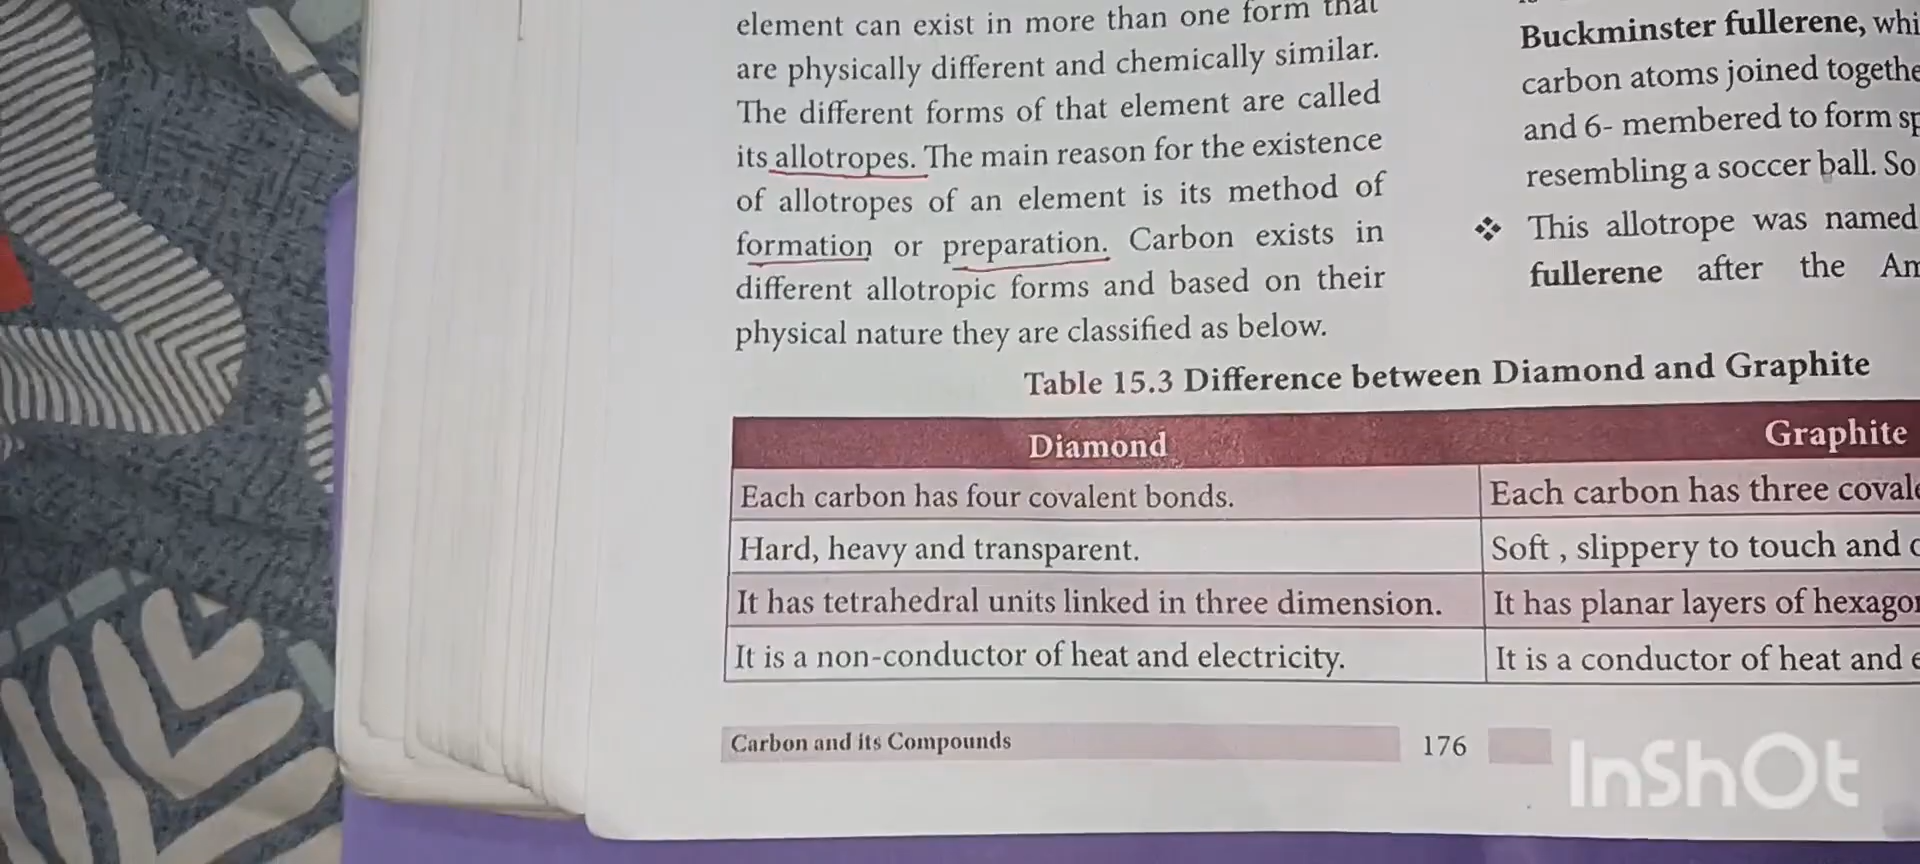 element can exist in more than one form that
are physically different and chemically similar.
The different forms of that element are called
its allotropes. The main reason for the existence
of allotropes of an element is its method of
formation or preparation. Carbon exists in
different allotropic forms and based on their
physical nature they are classified as below.
Buckminster fullerene,
carbon atoms joined
and 6- membered to form
resembling a soccer ball. So
❖ This allotrope was named
fullerene after the
Table 15.3 Difference between Diamond and Graphite
Diamond Graphite
Each carbon has four covalent bonds. Each carbon has three
Hard, heavy and transparent. Soft , slippery to touch and
It has tetrahedral units linked in three dimension. It has planar layers of
It is a non-conductor of heat and electricity. It is a conductor of heat and
Carbon and its Compounds 176
InShOt